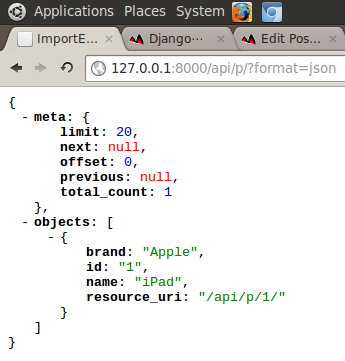 Applications Places System
ImportE... Django... Edit Pos...
127.0.0.1:8000/api/p/?format=json
{
- meta: {
limit: 20,
next: null,
offset: 0,
previous: null,
total_count: 1
},
- objects: [
- {
brand: "Apple",
id: "1",
name: "iPad",
resource_uri: "/api/p/1/"
}
]
}